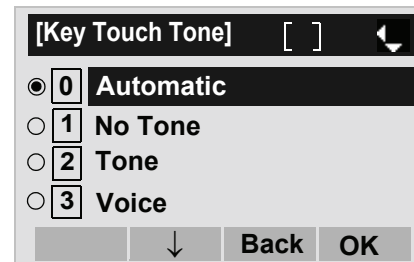 [Key Touch Tone] [ ]
0 Automatic
1 No Tone
2 Tone
3 Voice
↓ Back OK